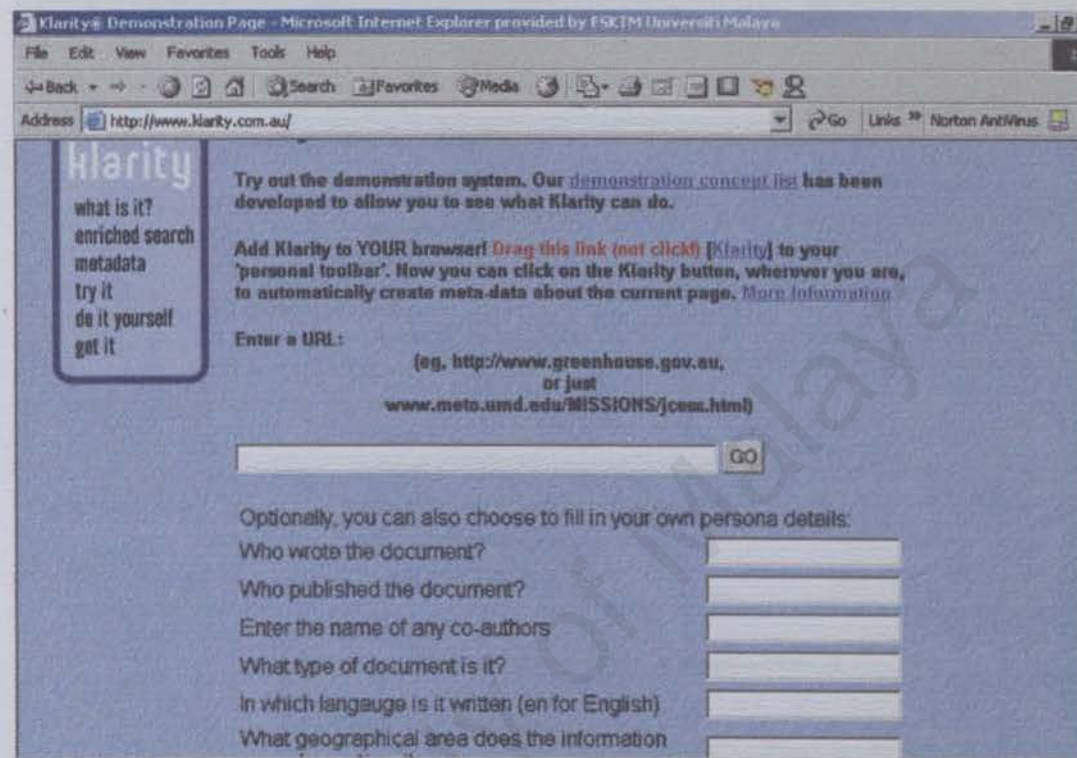 Klarity® Demonstration Page - Microsoft Internet Explorer provided by FSKTM Universiti Malaya
File Edit View Favorites Tools Help
Back Search Favorites Media
Address http://www.klarity.com.au/ Go Links » Norton AntiVirus
klarity
what is it?
enriched search
metadata
try it
do it yourself
get it
Try out the demonstration system. Our demonstration concept list has been
developed to allow you to see what Klarity can do.
Add Klarity to YOUR browser! Drag this link (not click!) [Klarity] to your
'personal toolbar'. Now you can click on the Klarity button, wherever you are,
to automatically create meta-data about the current page. More Information
Enter a URL:
(eg, http://www.greenhouse.gov.au,
or just
www.meto.umd.edu/MISSIONS/jcess.html)
GO
Optionally, you can also choose to fill in your own persona details:
Who wrote the document?
Who published the document?
Enter the name of any co-authors
What type of document is it?
In which langauge is it written (en for English)
What geographical area does the information
of Malaya